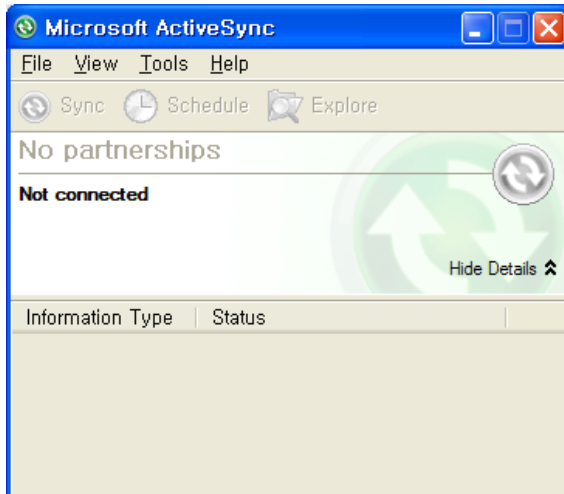 Microsoft ActiveSync
File View Tools Help
Sync Schedule Explore
No partnerships
Not connected
Hide Details
Information Type Status